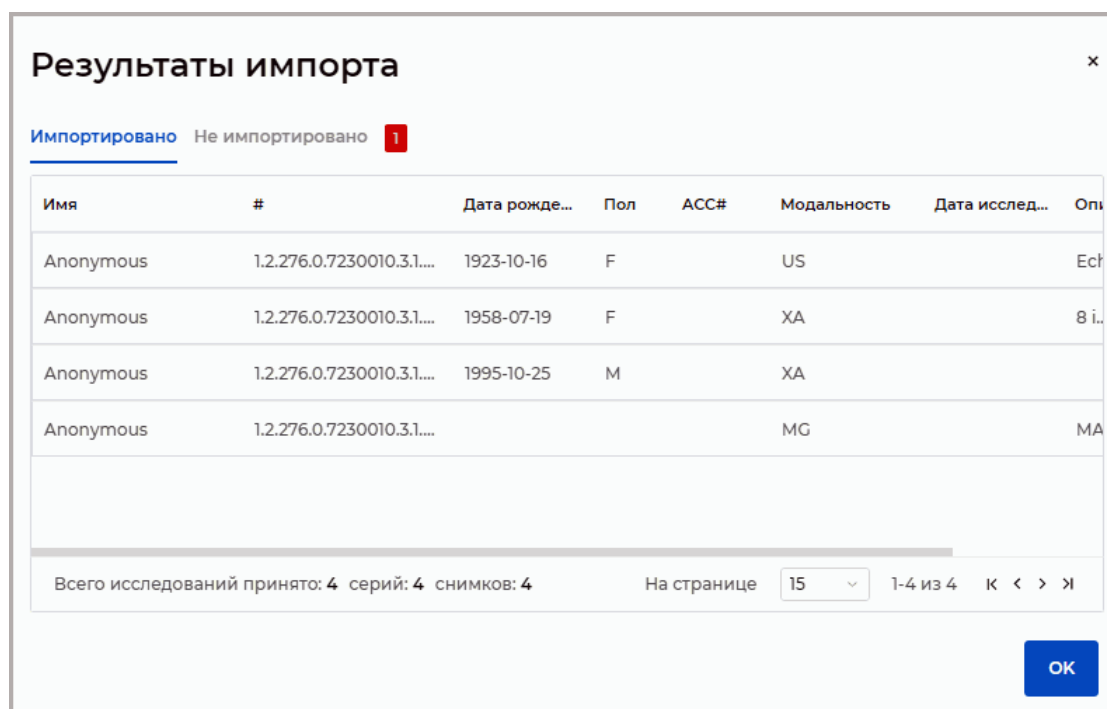 Результаты импорта ×
Импортировано Не импортировано 1
Имя # Дата рожде... Пол ACC# Модальность Дата исслед... Опи
Anonymous 1.2.276.0.7230010.3.1.... 1923-10-16 F US Ech
Anonymous 1.2.276.0.7230010.3.1.... 1958-07-19 F XA 8 i..
Anonymous 1.2.276.0.7230010.3.1.... 1995-10-25 M XA
Anonymous 1.2.276.0.7230010.3.1.... MG MA
Всего исследований принято: 4 серий: 4 снимков: 4 На странице 15 1-4 из 4
OK